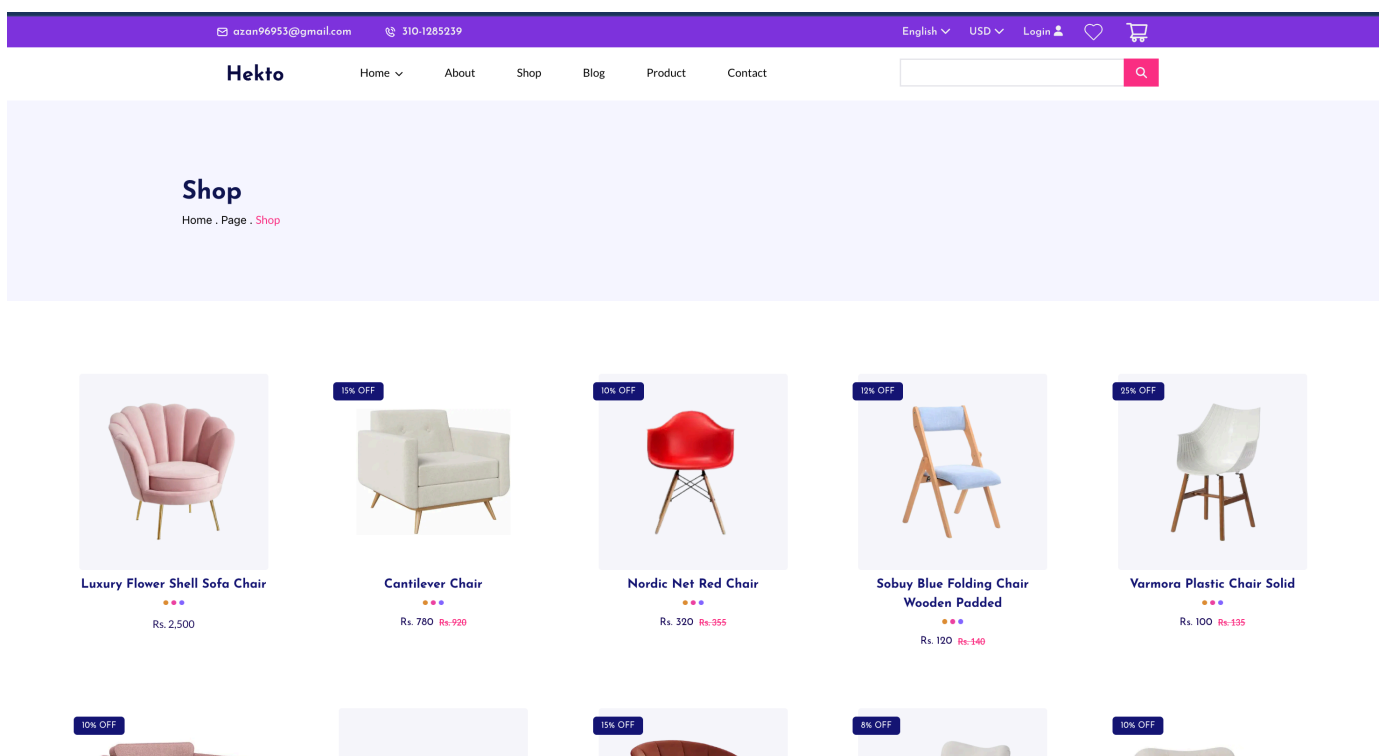 azan96953@gmail.com 310-1285239 English USD Login
Hekto Home About Shop Blog Product Contact
Shop
Home . Page . Shop
15% OFF 10% OFF 12% OFF 25% OFF
Luxury Flower Shell Sofa Chair Cantilever Chair Nordic Net Red Chair Sobuy Blue Folding Chair Varmora Plastic Chair Solid
Wooden Padded
Rs. 2,500 Rs. 780 Rs. 920 Rs. 320 Rs. 355 Rs. 100 Rs. 135
Rs. 120 Rs. 140
10% OFF 15% OFF 8% OFF 10% OFF